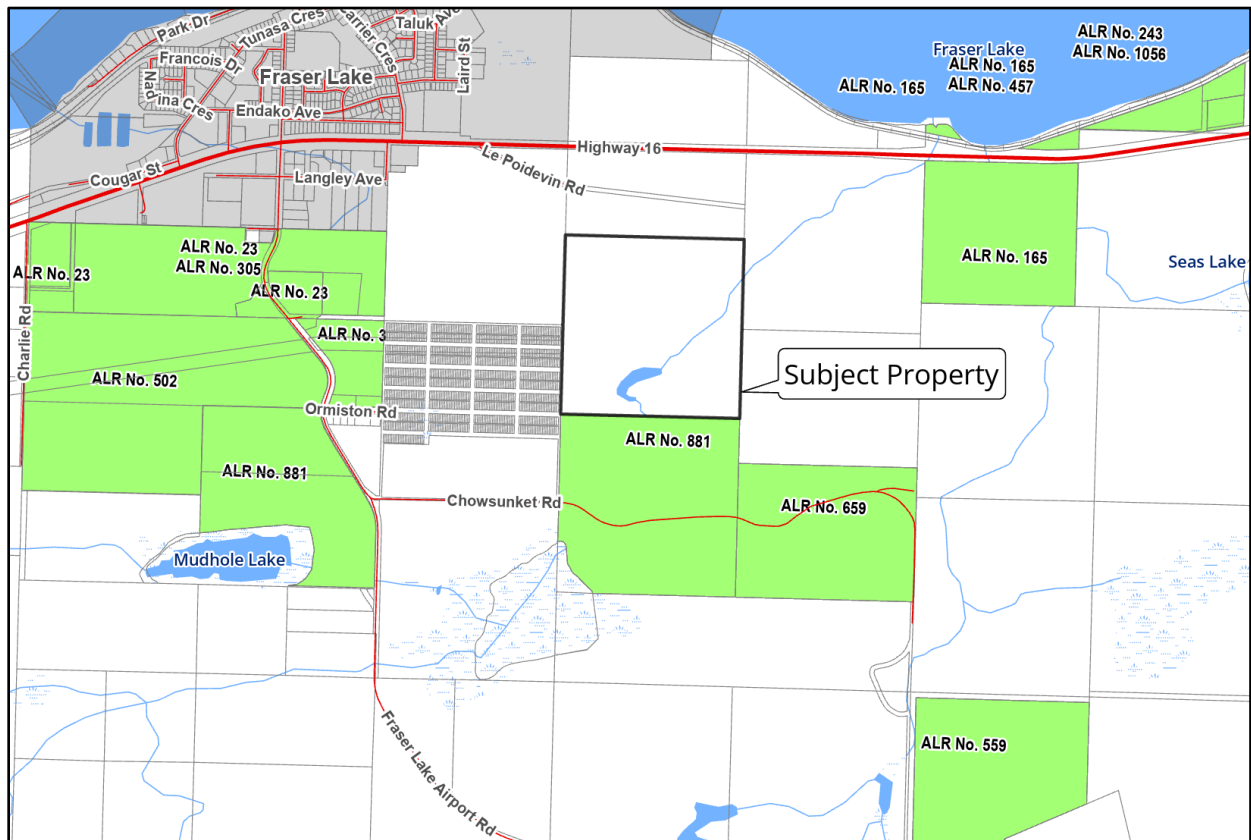 Park Dr
Tunasa Cres
Carrier Cres
Taluk Ave
Laird St
Francois Dr
Nadina Cres
Fraser Lake
Endako Ave
Cougar St
Langley Ave
Highway 16
Le Poidevin Rd
ALR No. 243
ALR No. 1056
Fraser Lake
ALR No. 165
ALR No. 457
ALR No. 165
ALR No. 23
ALR No. 305
ALR No. 23
ALR No. 23
ALR No. 165
Seas Lake
Charlie Rd
ALR No. 3
ALR No. 502
Subject Property
Ormiston Rd
ALR No. 881
ALR No. 881
Chowsunket Rd
ALR No. 659
Mudhole Lake
Fraser Lake Airport Rd
ALR No. 559